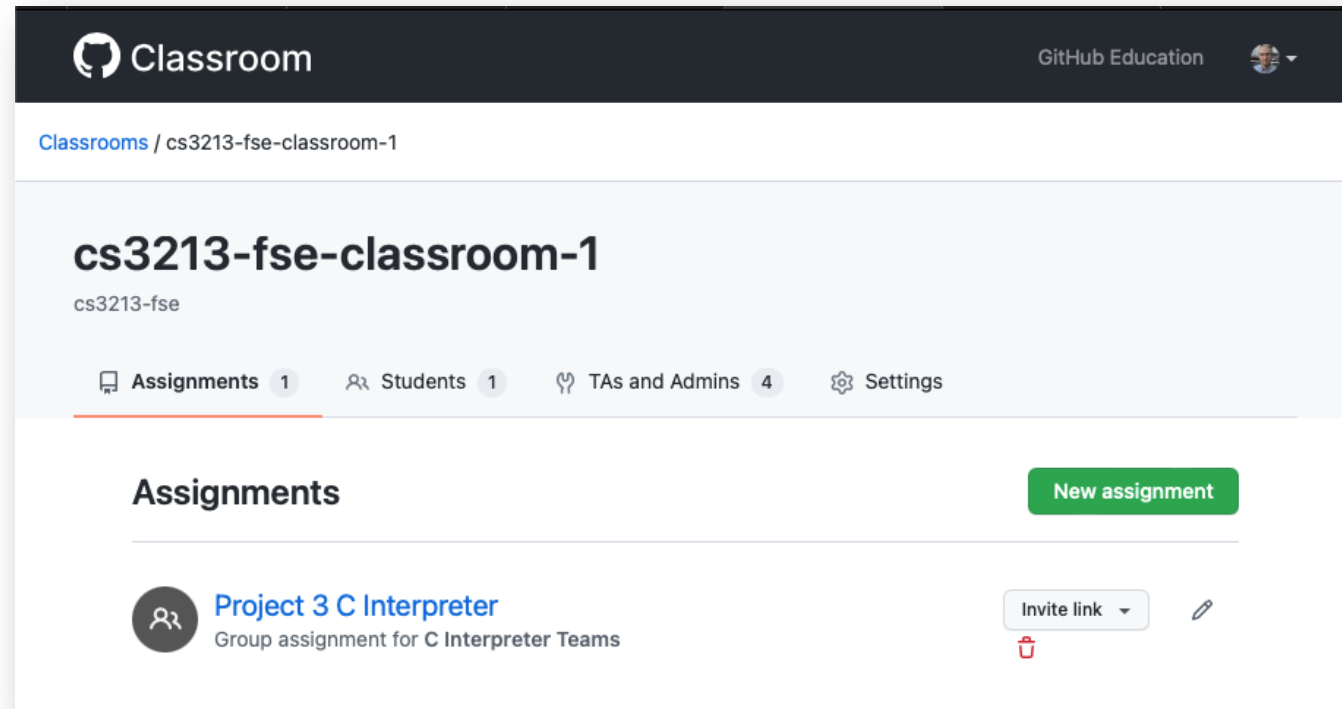 Classroom GitHub Education
Classrooms / cs3213-fse-classroom-1
cs3213-fse-classroom-1
cs3213-fse
Assignments 1 Students 1 TAs and Admins 4 Settings
Assignments New assignment
Project 3 C Interpreter Invite link
Group assignment for C Interpreter Teams